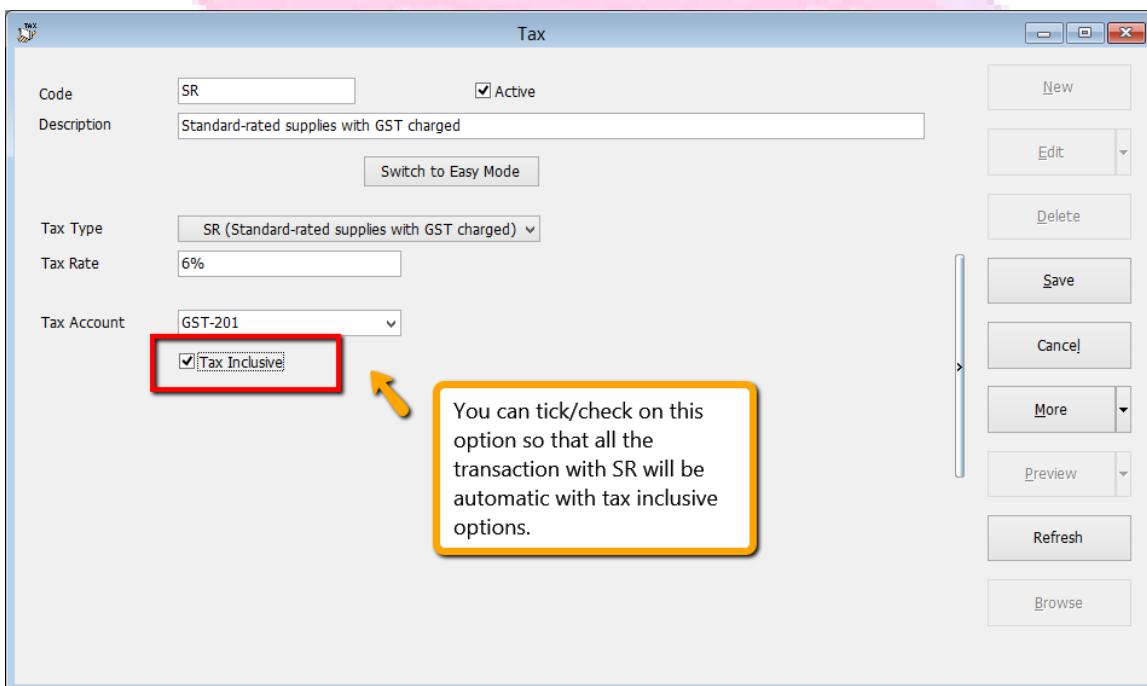 TAX
Tax
Code SR Active
Description Standard-rated supplies with GST charged
Switch to Easy Mode
Tax Type SR (Standard-rated supplies with GST charged)
Tax Rate 6%
Tax Account GST-201
Tax Inclusive
You can tick/check on this
option so that all the
transaction with SR will be
automatic with tax inclusive
options.
New
Edit
Delete
Save
Cancel
More
Preview
Refresh
Browse